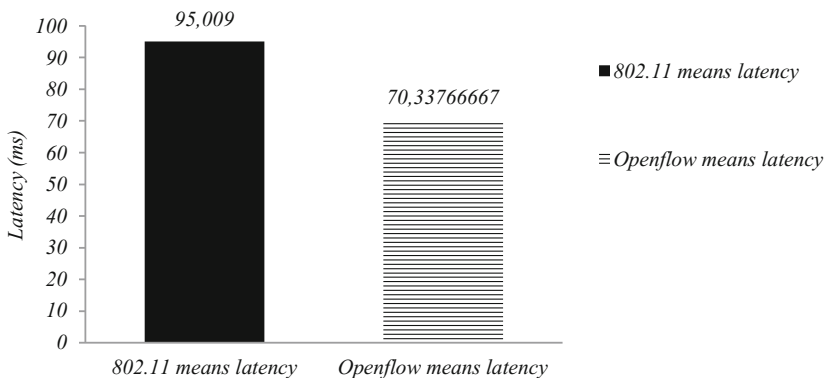 95,009
100
90
80
70,33766667
70
60
50
40
30
20
10
0
Latency (ms)
802.11 means latency
Openflow means latency
802.11 means latency
Openflow means latency